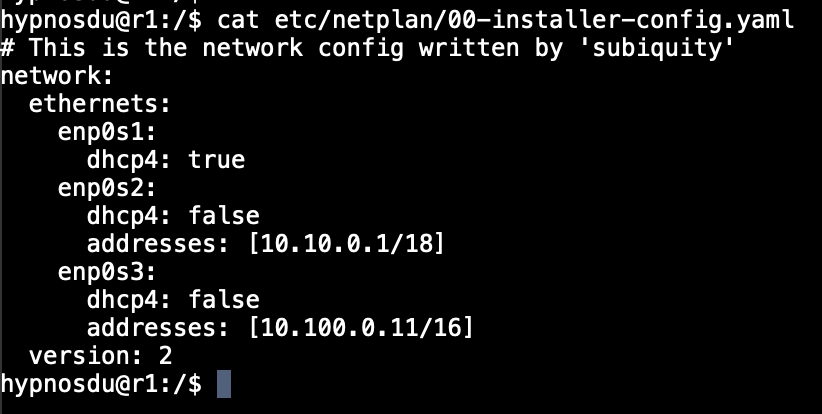 hypnosdu@r1:/$ cat etc/netplan/00-installer-config.yaml
# This is the network config written by 'subiquity'
network:
  ethernets:
    enp0s1:
      dhcp4: true
    enp0s2:
      dhcp4: false
      addresses: [10.10.0.1/18]
    enp0s3:
      dhcp4: false
      addresses: [10.100.0.11/16]
  version: 2
hypnosdu@r1:/$